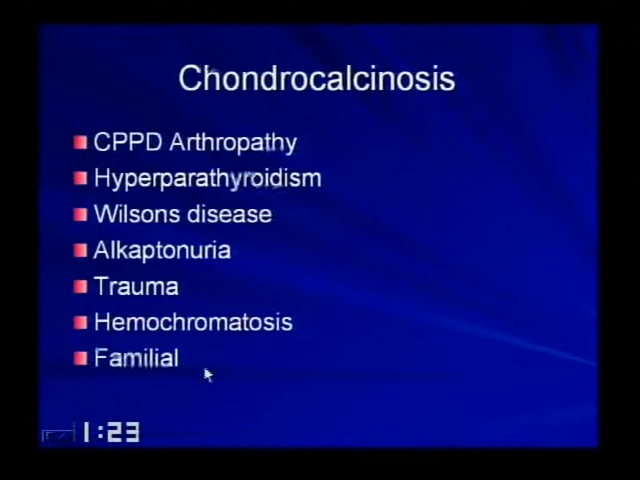 Chondrocalcinosis
CPPD Arthropathy
Hyperparathyroidism
Wilsons disease
Alkaptonuria
Trauma
Hemochromatosis
Familial
1:23